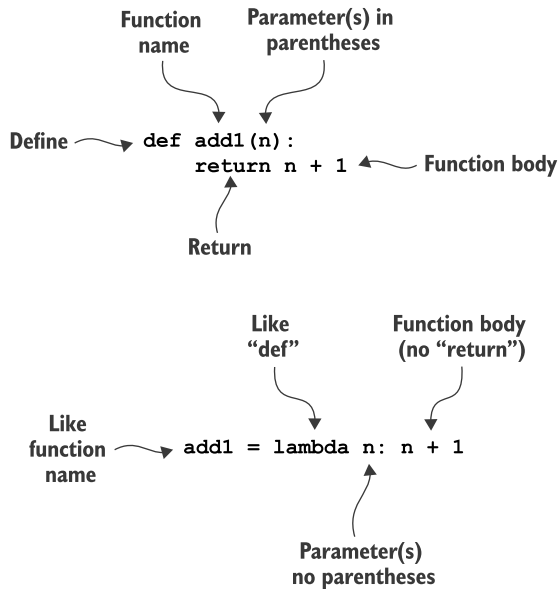 Function
name
Parameter(s) in
parentheses
Define
def add1(n):
    return n + 1
Function body
Return
Like
“def”
Function body
(no “return”)
Like
function
name
add1 = lambda n: n + 1
Parameter(s)
no parentheses